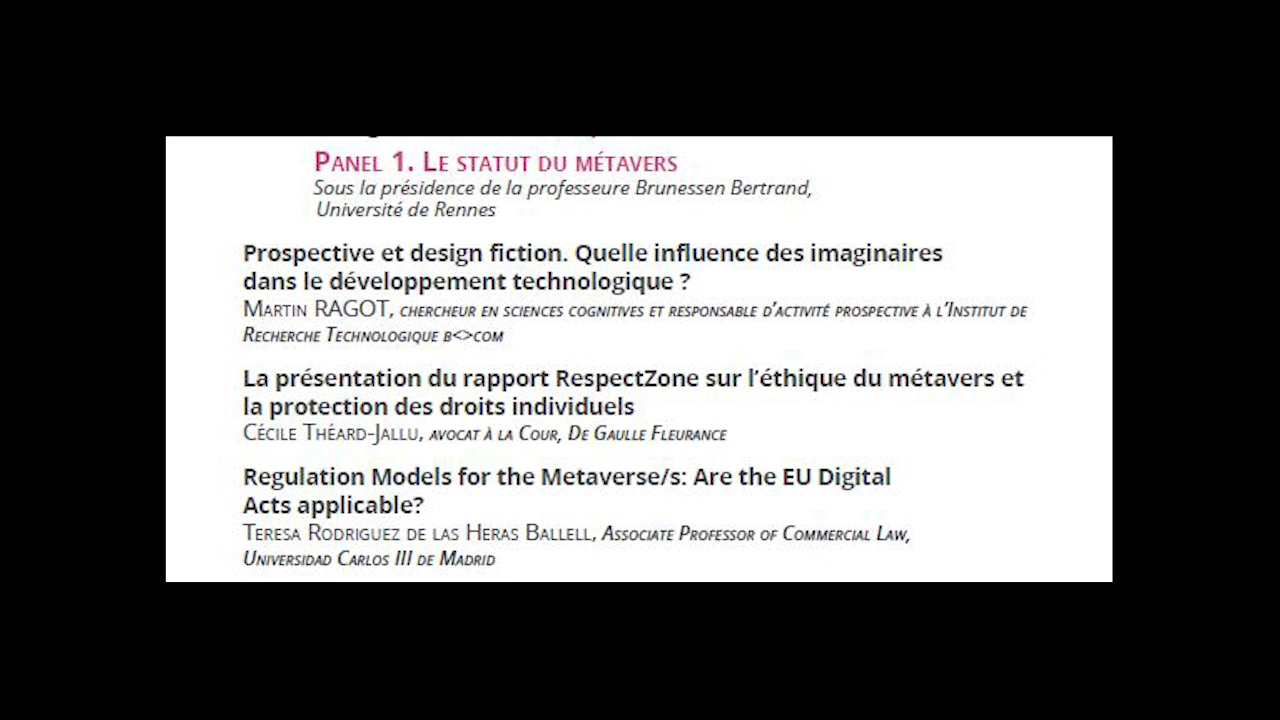 Panel 1. Le statut du métavers
Sous la présidence de la professeure Brunessen Bertrand,
Université de Rennes
Prospective et design fiction. Quelle influence des imaginaires
dans le développement technologique ?
Martin RAGOT, chercheur en sciences cognitives et responsable d’activité prospective à l’Institut de
Recherche Technologique b<>com
La présentation du rapport RespectZone sur l’éthique du métavers et
la protection des droits individuels
Cécile Théard-Jallu, avocat à la Cour, De Gaulle Fleurance
Regulation Models for the Metaverse/s: Are the EU Digital
Acts applicable?
Teresa Rodriguez de las Heras Ballell, Associate Professor of Commercial Law,
Universidad Carlos III de Madrid